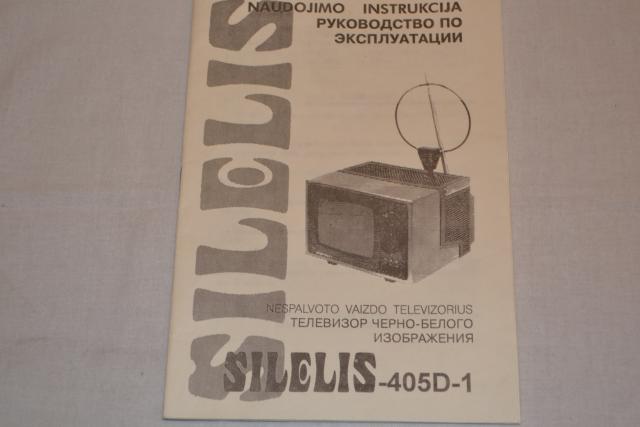 NAUDOJIMO INSTRUKCIJA
РУКОВОДСТВО ПО
ЭКСПЛУАТАЦИИ
SILELIS
NESPALVOTO VAIZDO TELEVIZORIUS
ТЕЛЕВИЗОР ЧЕРНО-БЕЛОГО
ИЗОБРАЖЕНИЯ
SILELIS-405D-1